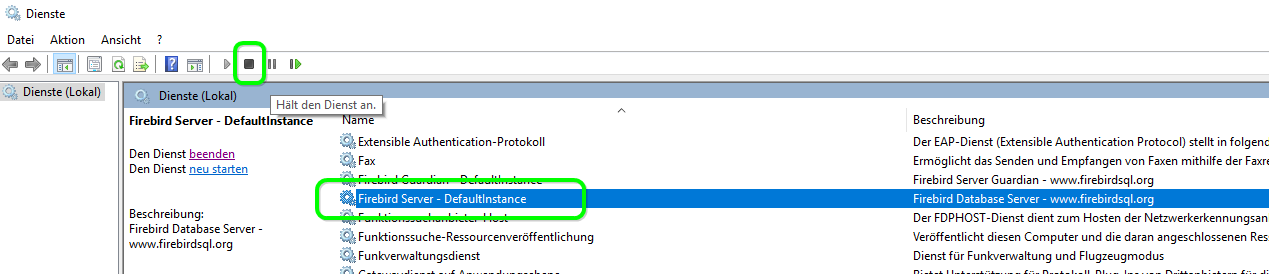 Dienste
Datei Aktion Ansicht ?
Dienste (Lokal)
Dienste (Lokal)
Hält den Dienst an.
Firebird Server - DefaultInstance
Den Dienst beenden
Den Dienst neu starten
Beschreibung:
Firebird Database Server -
www.firebirdsql.org
Name Beschreibung
Extensible Authentication-Protokoll Der EAP-Dienst (Extensible Authentication Protocol) stellt in folgend
Fax Ermöglicht das Senden und Empfangen von Faxen mithilfe der Faxre
Firebird Guardian - DefaultInstance Firebird Server Guardian - www.firebirdsql.org
Firebird Server - DefaultInstance Firebird Database Server - www.firebirdsql.org
Funktionssuchanbieter-Host Der FDPHOST-Dienst dient zum Hosten der Netzwerkerkennungsan
Funktionssuche-Ressourcenveröffentlichung Veröffentlicht diesen Computer und die daran angeschlossenen Ress
Funkverwaltungsdienst Dienst für Funkverwaltung und Flugzeugmodus